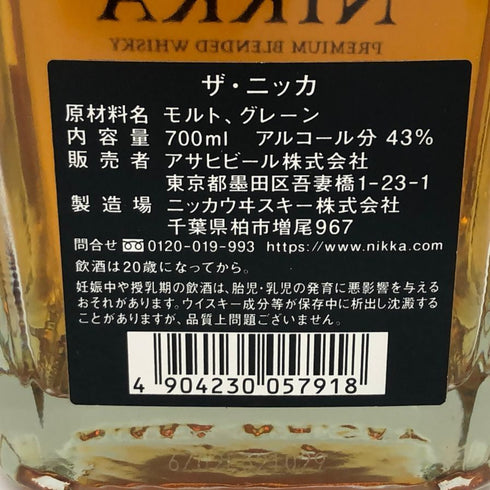 NIKKA
PREMIUM BLENDED WHISKY
ザ・ニッカ
原材料名 モルト、グレーン
内容量 700ml アルコール分 43%
販売者 アサヒビール株式会社
東京都墨田区吾妻橋1-23-1
製造場 ニッカウヰスキー株式会社
千葉県柏市増尾967
問合せ 0120-019-993 https://www.nikka.com
飲酒は20歳になってから。
妊娠中や授乳期の飲酒は、胎児・乳児の発育に悪影響を与える
おそれがあります。ウイスキー成分等が保存中に析出し沈澱する
ことがありますが、品質上問題ございません。
4 904230 057918